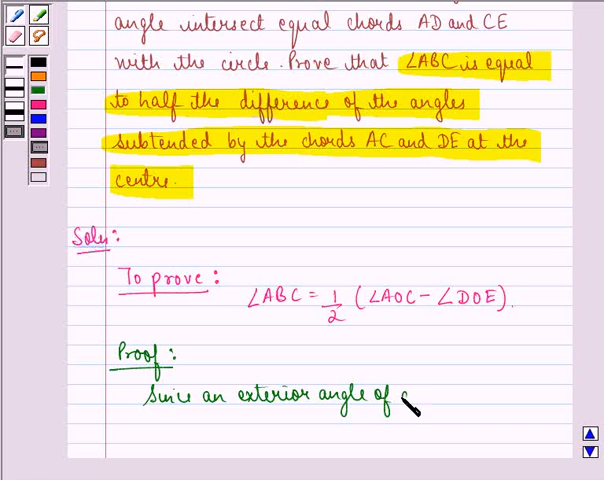 angle intersect equal chords AD and CE
with the circle. Prove that ∠ABC is equal
to half the difference of the angles
subtended by the chords AC and DE at the
centre.
Soln:
To prove: ∠ABC = 1/2 (∠AOC - ∠DOE).
Proof:
Since an exterior angle of